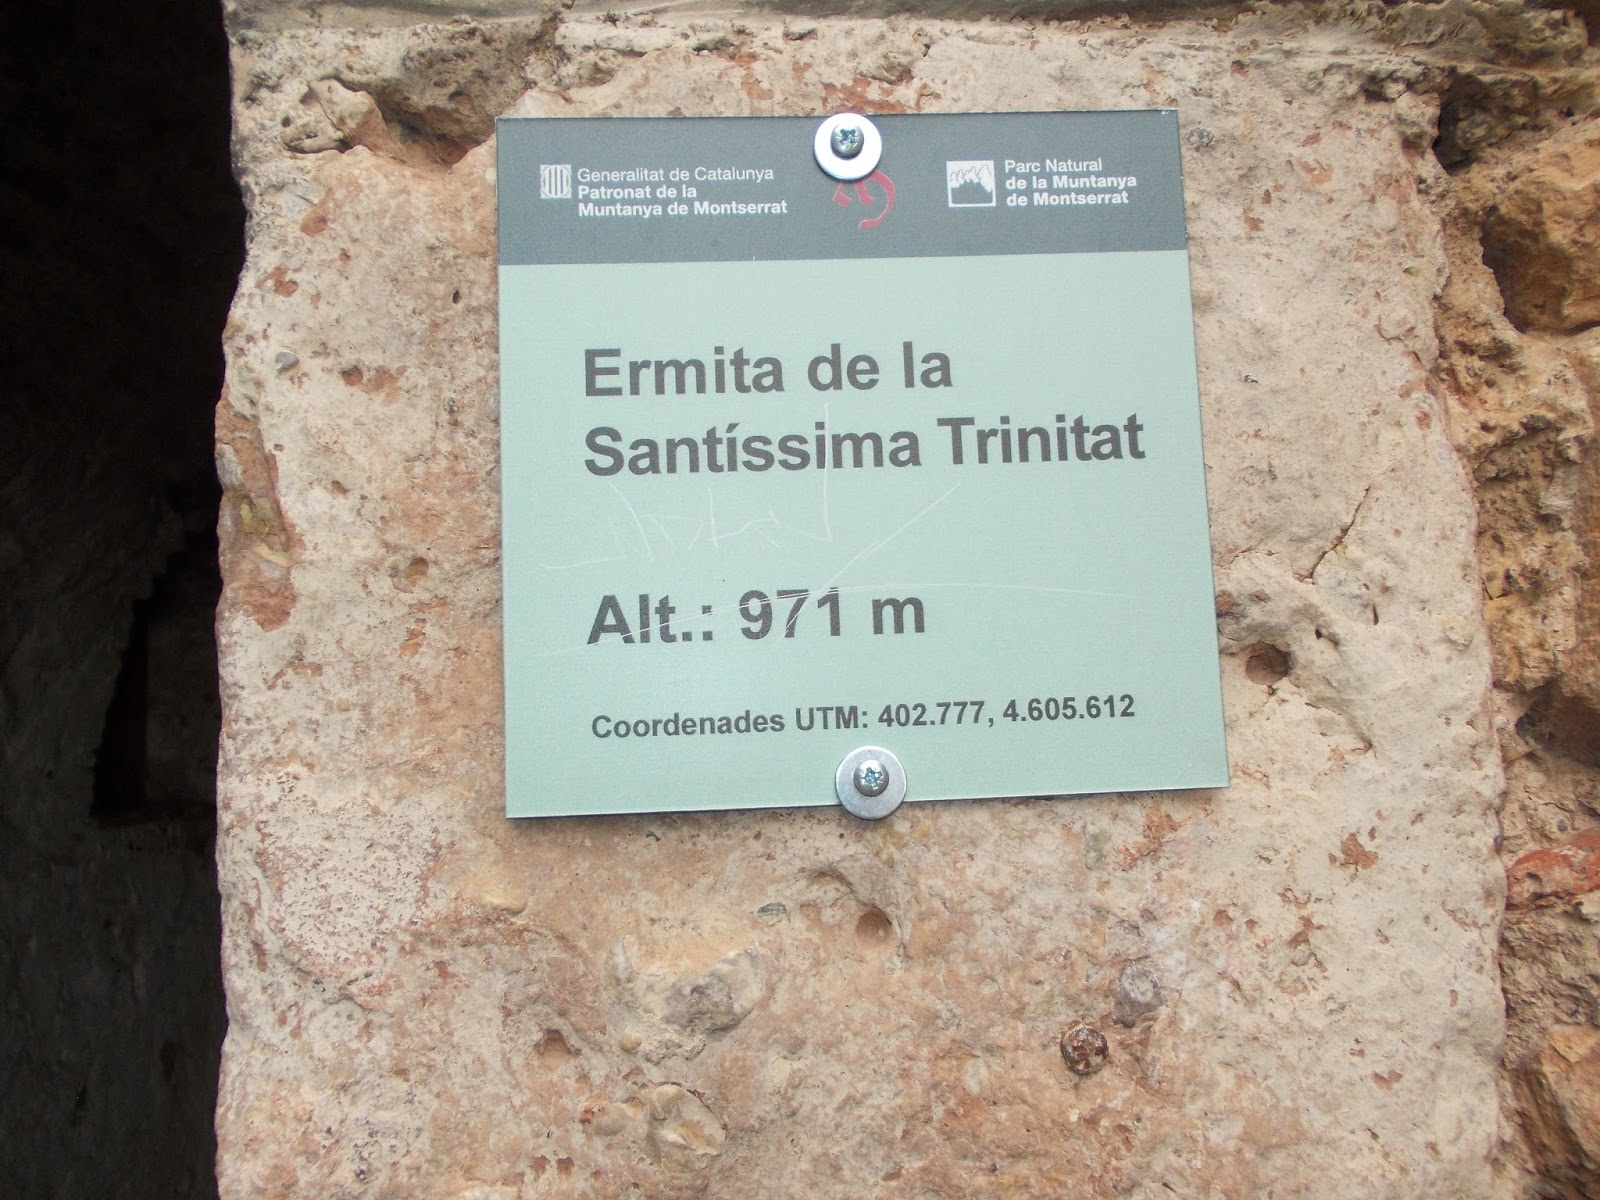 Generalitat de Catalunya
Patronat de la
Muntanya de Montserrat
Parc Natural
de la Muntanya
de Montserrat
Ermita de la
Santíssima Trinitat
Alt.: 971 m
Coordenades UTM: 402.777, 4.605.612